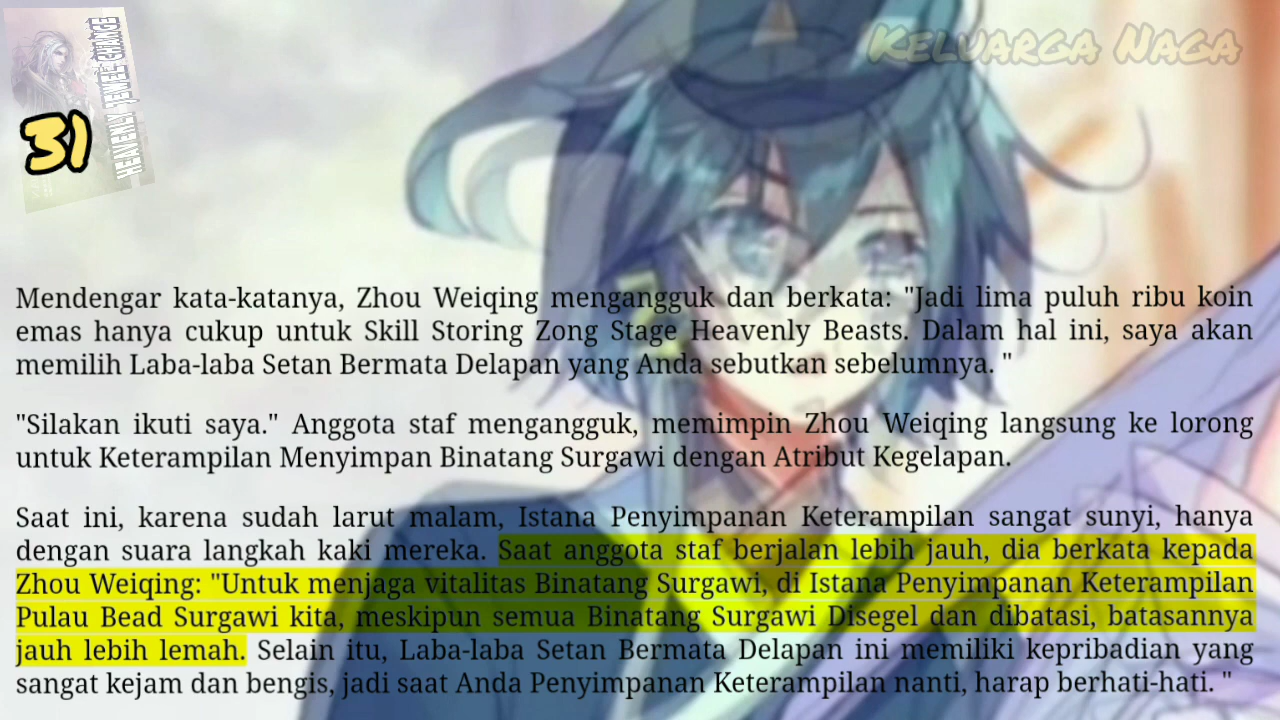 Keluarga Naga
HEAVENLY JEWEL CHANGE
31
Mendengar kata-katanya, Zhou Weiqing mengangguk dan berkata: "Jadi lima puluh ribu koin
emas hanya cukup untuk Skill Storing Zong Stage Heavenly Beasts. Dalam hal ini, saya akan
memilih Laba-laba Setan Bermata Delapan yang Anda sebutkan sebelumnya. "
"Silakan ikuti saya." Anggota staf mengangguk, memimpin Zhou Weiqing langsung ke lorong
untuk Keterampilan Menyimpan Binatang Surgawi dengan Atribut Kegelapan.
Saat ini, karena sudah larut malam, Istana Penyimpanan Keterampilan sangat sunyi, hanya
dengan suara langkah kaki mereka. Saat anggota staf berjalan lebih jauh, dia berkata kepada
Zhou Weiqing: "Untuk menjaga vitalitas Binatang Surgawi, di Istana Penyimpanan Keterampilan
Pulau Bead Surgawi kita, meskipun semua Binatang Surgawi Disegel dan dibatasi, batasannya
jauh lebih lemah. Selain itu, Laba-laba Setan Bermata Delapan ini memiliki kepribadian yang
sangat kejam dan bengis, jadi saat Anda Penyimpanan Keterampilan nanti, harap berhati-hati. "